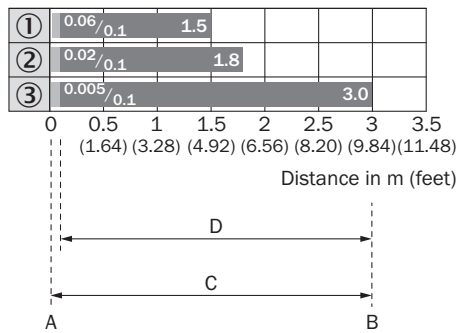 ① 0.06/0.1 1.5
② 0.02/0.1 1.8
③ 0.005/0.1 3.0
0 0.5 1 1.5 2 2.5 3 3.5
(1.64) (3.28) (4.92) (6.56) (8.20) (9.84) (11.48)
Distance in m (feet)
D
C
A B